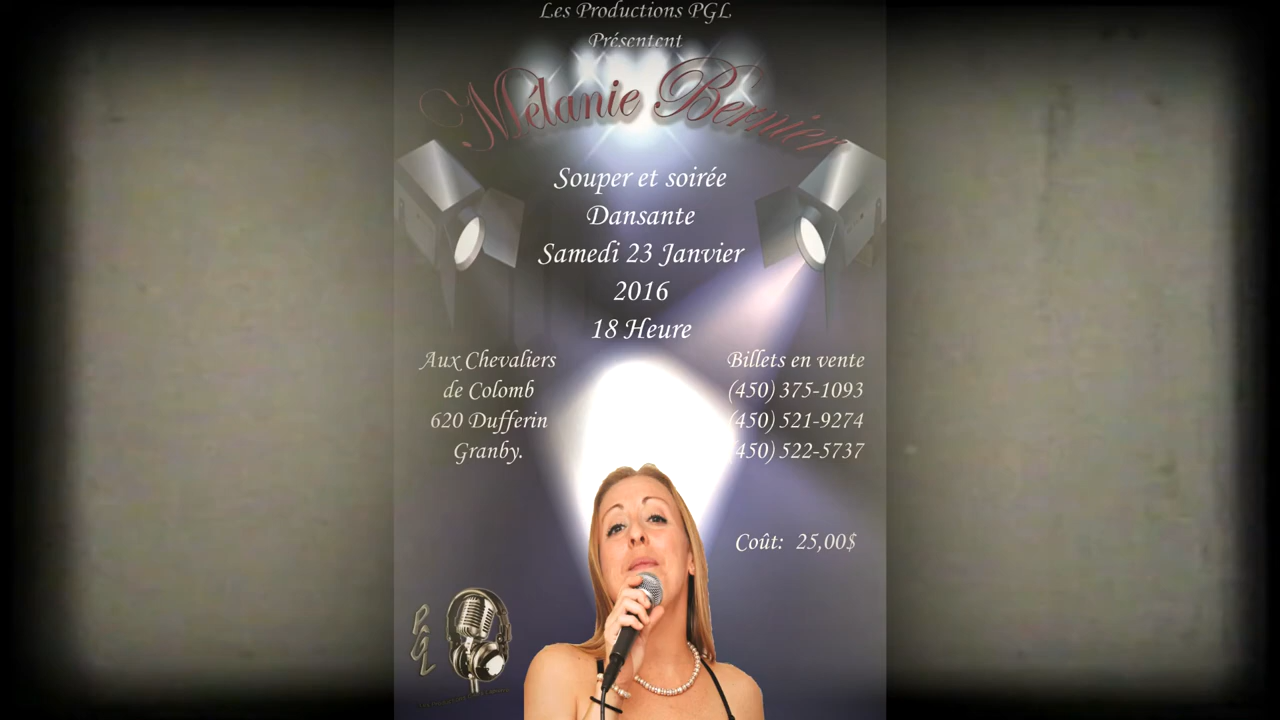 Les Productions PGL
Présentent
Mélanie Bernier
Souper et soirée
Dansante
Samedi 23 Janvier
2016
18 Heure
Aux Chevaliers
de Colomb
620 Dufferin
Granby.
Billets en vente
(450) 375-1093
(450) 521-9274
(450) 522-5737
Coût: 25,00$
PGL